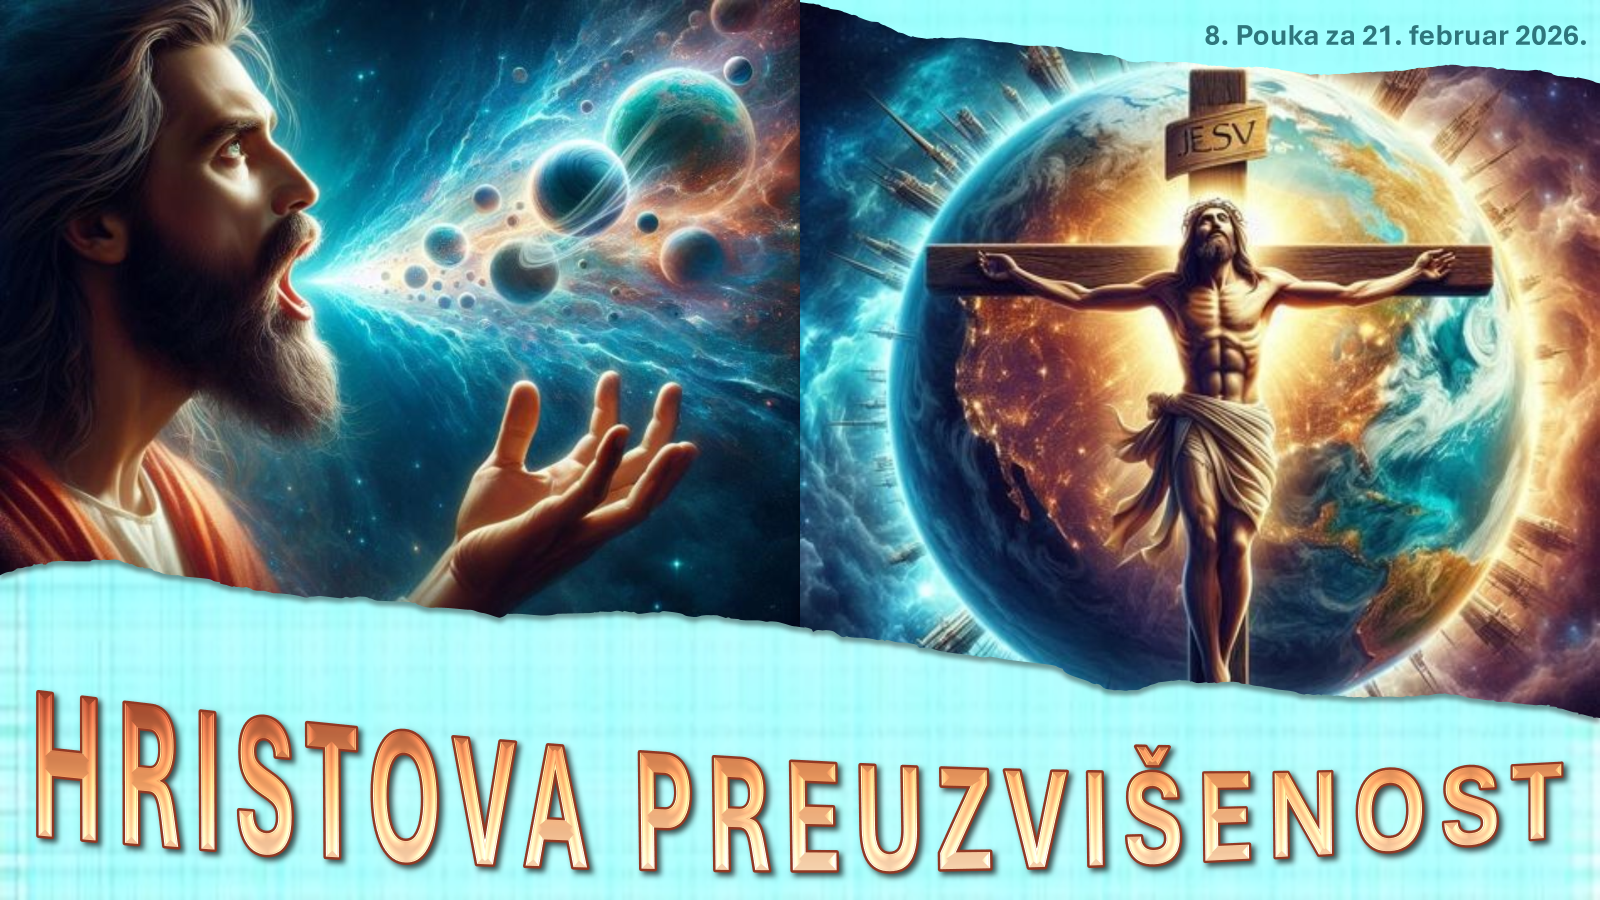 8. Pouka za 21. februar 2026.
JESV
HRISTOVA PREUZVIŠENOST